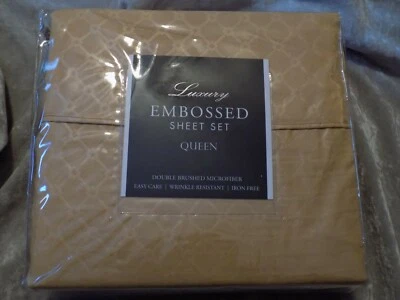 Luxury
EMBOSSED
SHEET SET
QUEEN
DOUBLE BRUSHED MICROFIBER
EASY CARE | WRINKLE RESISTANT | IRON FREE